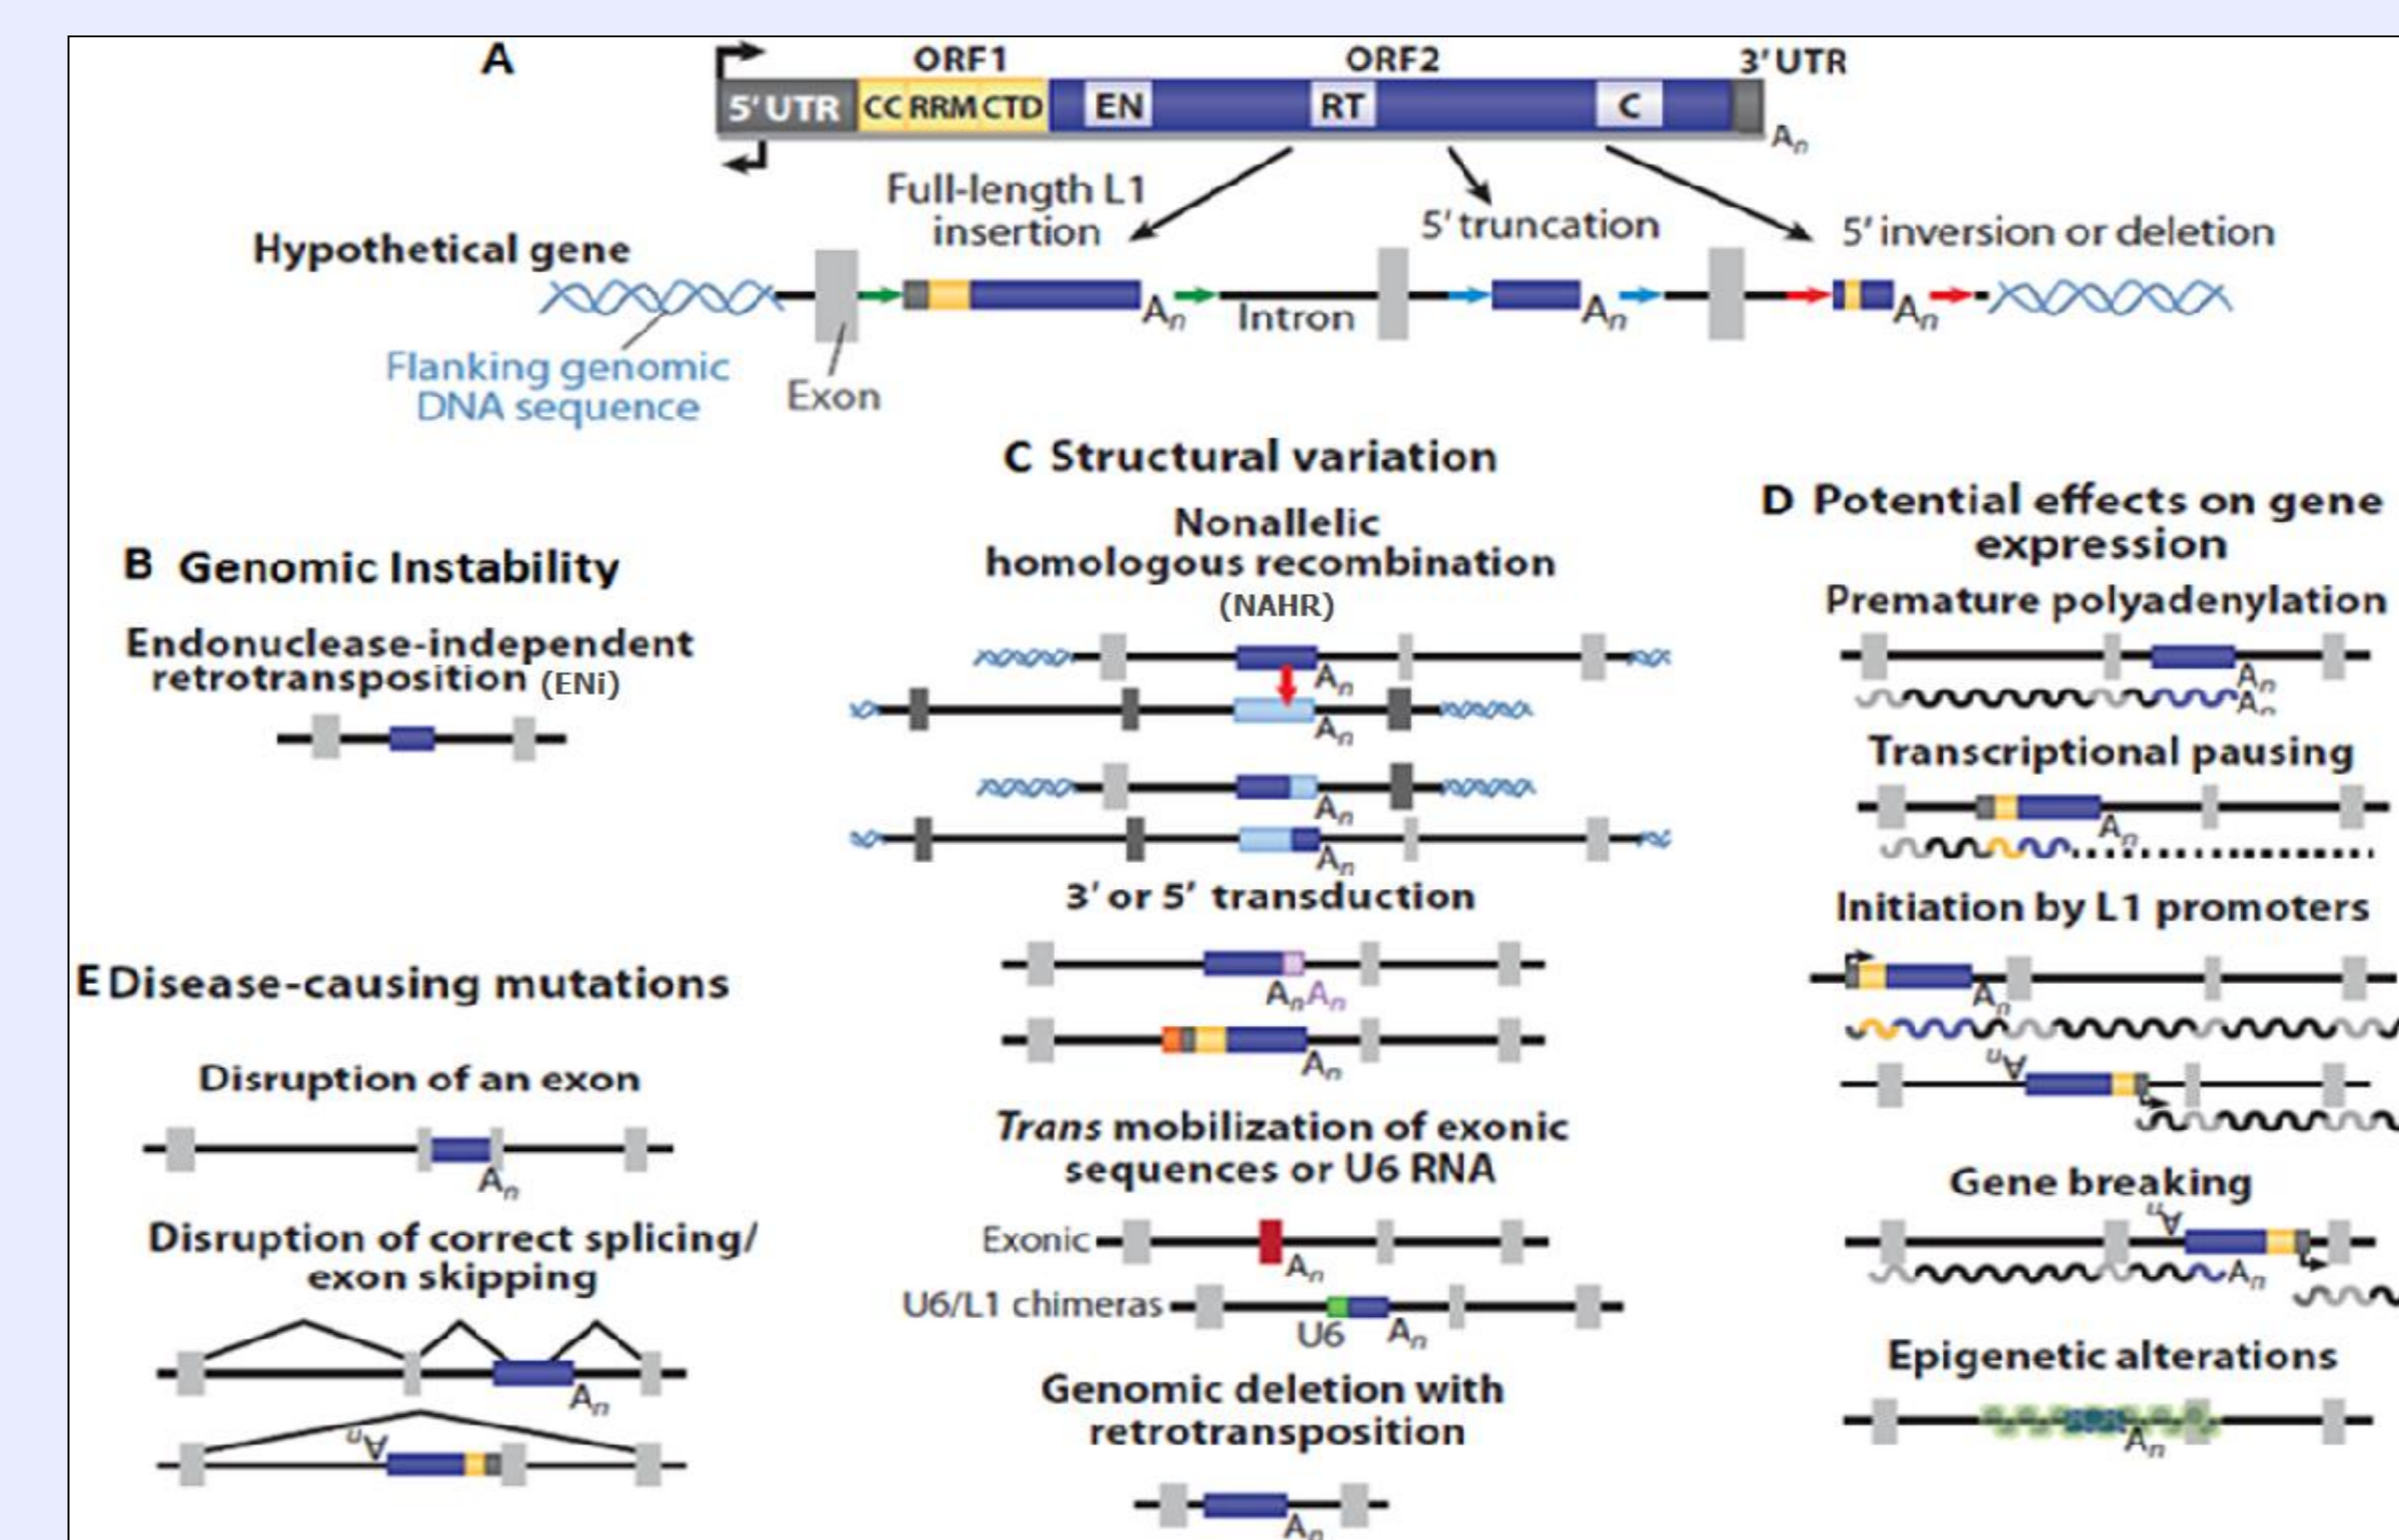 A
ORF1
ORF2
3' UTR
5' UTR
CC RRM CTD
EN
RT
C
An
Full-length L1
insertion
5' truncation
5' inversion or deletion
Hypothetical gene
An
Intron
An
An
Flanking genomic
DNA sequence
Exon
B Genomic Instability
Endonuclease-independent
retrotransposition (ENi)
C Structural variation
Nonallelic
homologous recombination
(NAHR)
An
An
An
An
3' or 5' transduction
AnAn
An
Trans mobilization of exonic
sequences or U6 RNA
Exonic
An
U6/L1 chimeras
U6
An
Genomic deletion with
retrotransposition
An
D Potential effects on gene
expression
Premature polyadenylation
An
An
Transcriptional pausing
An
Initiation by L1 promoters
An
An
Gene breaking
An
An
Epigenetic alterations
An
E Disease-causing mutations
Disruption of an exon
An
Disruption of correct splicing/
exon skipping
An
An